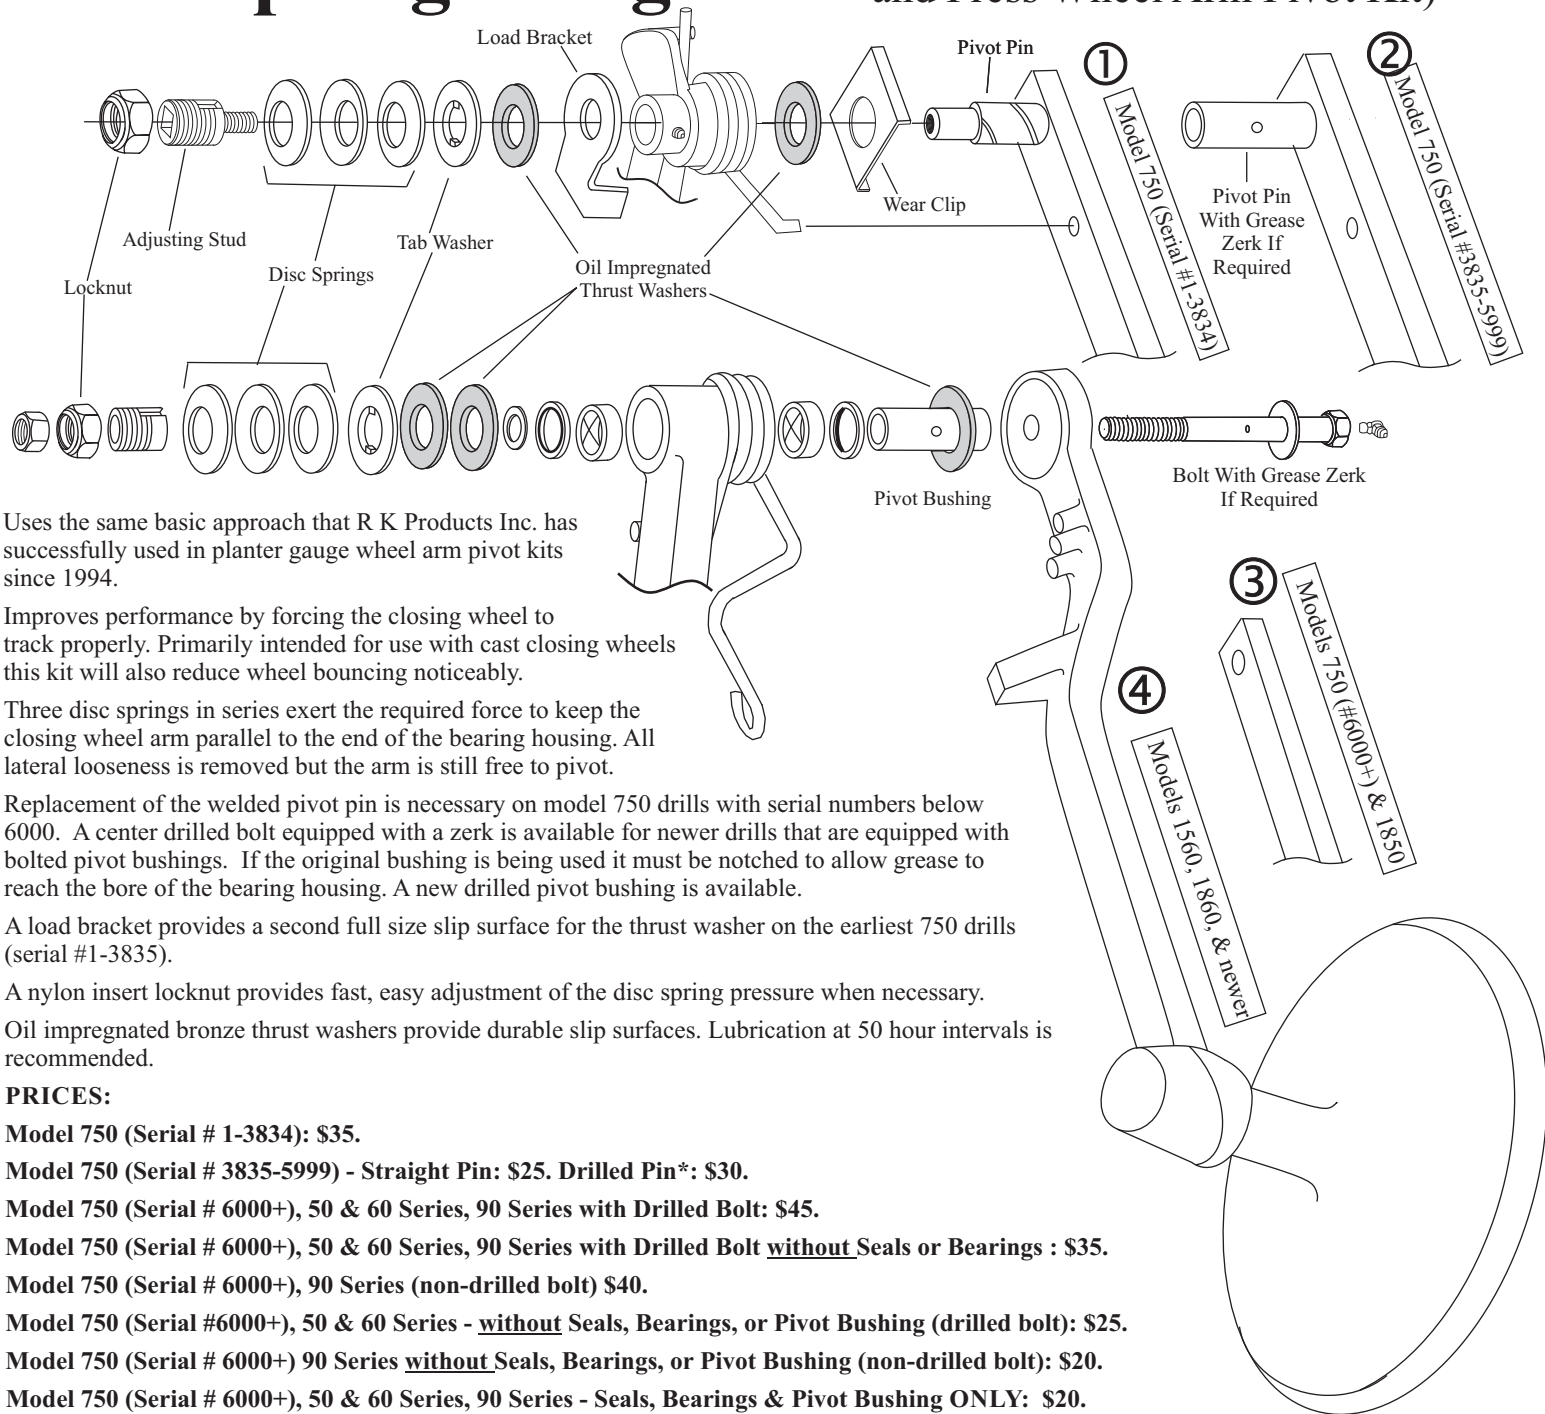 and Press Wheel Arm Pivot Kit)
Load Bracket
Pivot Pin
①
②
Model 750 (Serial #1-3834)
Model 750 (Serial #3835-5999)
Wear Clip
Pivot Pin
With Grease
Zerk If
Required
Adjusting Stud
Tab Washer
Disc Springs
Oil Impregnated
Thrust Washers
Locknut
Pivot Bushing
Bolt With Grease Zerk
If Required
Uses the same basic approach that R K Products Inc. has
successfully used in planter gauge wheel arm pivot kits
since 1994.
Improves performance by forcing the closing wheel to
track properly. Primarily intended for use with cast closing wheels
this kit will also reduce wheel bouncing noticeably.
Three disc springs in series exert the required force to keep the
closing wheel arm parallel to the end of the bearing housing. All
lateral looseness is removed but the arm is still free to pivot.
③
Models 750 (#6000+) & 1850
④
Models 1560, 1860, & newer
Replacement of the welded pivot pin is necessary on model 750 drills with serial numbers below
6000.  A center drilled bolt equipped with a zerk is available for newer drills that are equipped with
bolted pivot bushings.  If the original bushing is being used it must be notched to allow grease to
reach the bore of the bearing housing. A new drilled pivot bushing is available.
A load bracket provides a second full size slip surface for the thrust washer on the earliest 750 drills
(serial #1-3835).
A nylon insert locknut provides fast, easy adjustment of the disc spring pressure when necessary.
Oil impregnated bronze thrust washers provide durable slip surfaces. Lubrication at 50 hour intervals is
recommended.
PRICES:
Model 750 (Serial # 1-3834): $35.
Model 750 (Serial # 3835-5999) - Straight Pin: $25. Drilled Pin*: $30.
Model 750 (Serial # 6000+), 50 & 60 Series, 90 Series with Drilled Bolt: $45.
Model 750 (Serial # 6000+), 50 & 60 Series, 90 Series with Drilled Bolt without Seals or Bearings : $35.
Model 750 (Serial # 6000+), 90 Series (non-drilled bolt) $40.
Model 750 (Serial #6000+), 50 & 60 Series - without Seals, Bearings, or Pivot Bushing (drilled bolt): $25.
Model 750 (Serial # 6000+) 90 Series without Seals, Bearings, or Pivot Bushing (non-drilled bolt): $20.
Model 750 (Serial # 6000+), 50 & 60 Series, 90 Series - Seals, Bearings & Pivot Bushing ONLY:  $20.